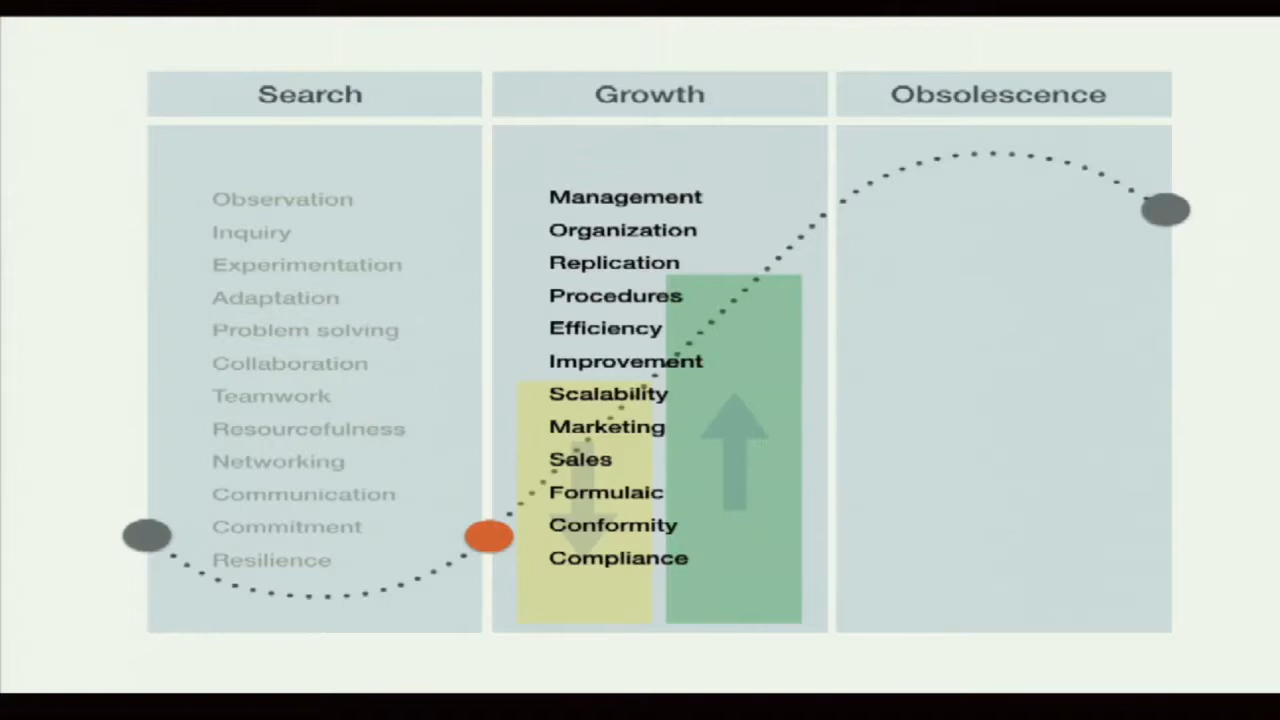 Search
Growth
Obsolescence
Observation
Inquiry
Experimentation
Adaptation
Problem solving
Collaboration
Teamwork
Resourcefulness
Networking
Communication
Commitment
Resilience
Management
Organization
Replication
Procedures
Efficiency
Improvement
Scalability
Marketing
Sales
Formulaic
Conformity
Compliance